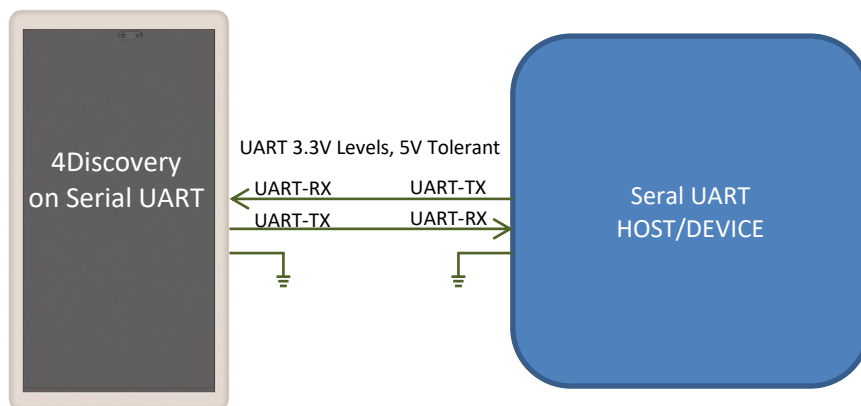 4Discovery
on Serial UART
UART 3.3V Levels, 5V Tolerant
UART-RX UART-TX
UART-TX UART-RX
Seral UART
HOST/DEVICE